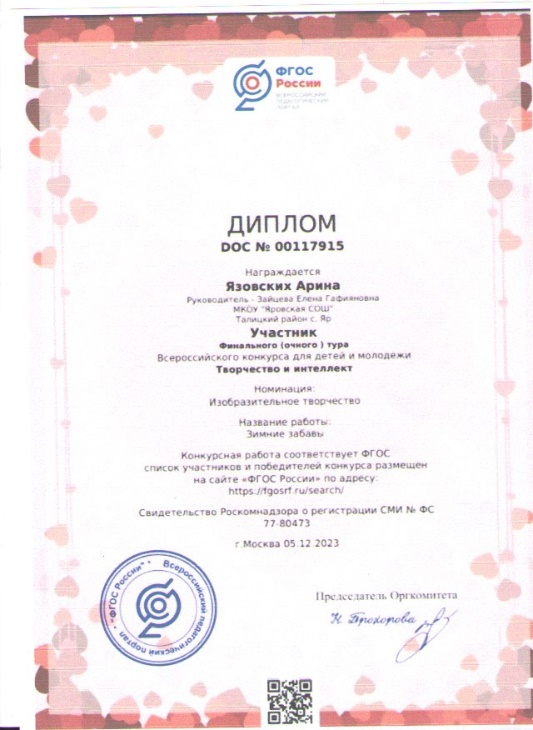 ФГОС
России
ВСЕРОССИЙСКИЙ
ПЕДАГОГИЧЕСКИЙ
ПОРТАЛ
ДИПЛОМ
DOC № 00117915
Награждается
Язовских Арина
Руководитель - Зайцева Елена Гафияновна
МКОУ "Яровская СОШ"
Талицкий район с. Яр
Участник
Финального (очного ) тура
Всероссийского конкурса для детей и молодежи
Творчество и интеллект
Номинация:
Изобразительное творчество
Название работы:
Зимние забавы
Конкурсная работа соответствует ФГОС
список участников и победителей конкурса размещен
на сайте «ФГОС России» по адресу:
https://fgosrf.ru/search/
Свидетельство Роскомнадзора о регистрации СМИ № ФС
77-80473
г.Москва 05.12.2023
Председатель Оргкомитета
Н. Прохорова
Всероссийский педагогический портал • "ФГОС России" •